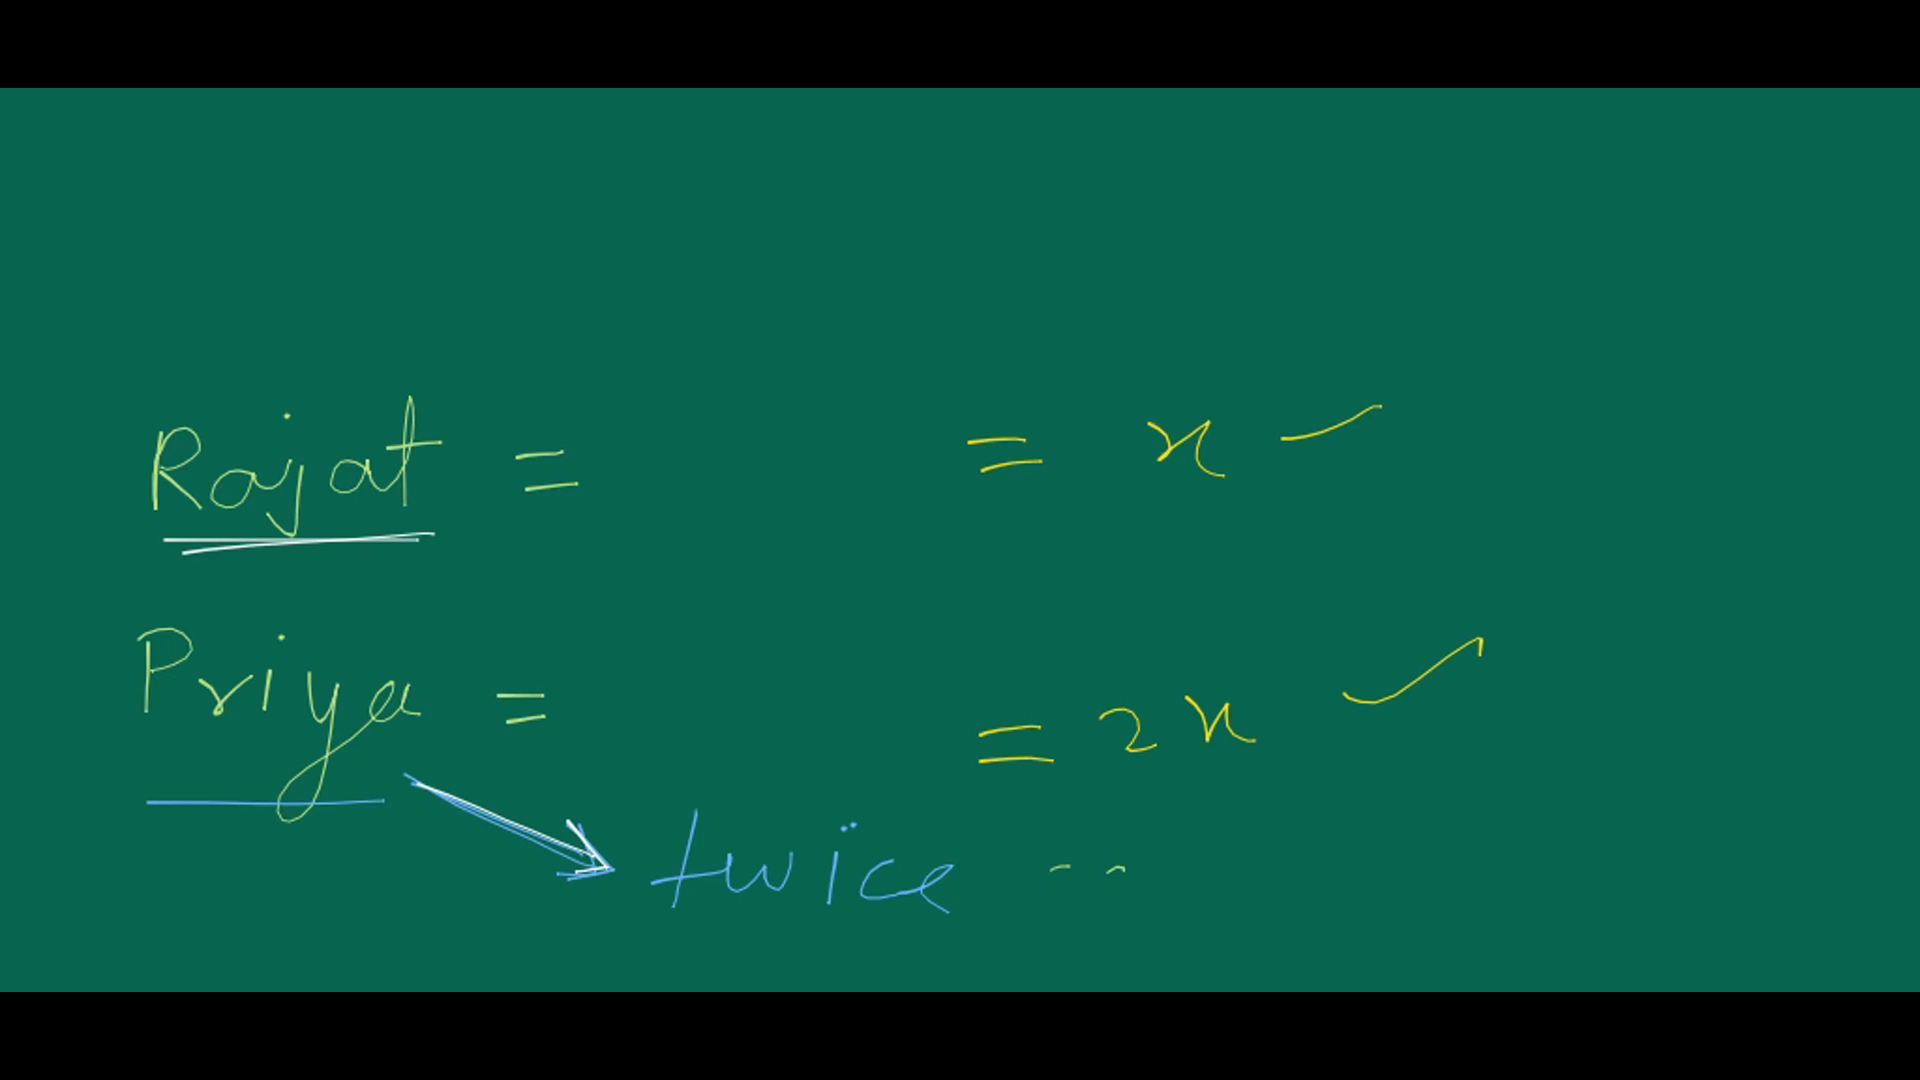 Rajat = = x
Priya = = 2x
twice